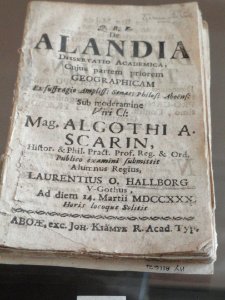 De
ALANDIA
DISSERTATIO ACADEMICA,
Cujus partem priorem
GEOGRAPHICAM
Ex suffragio Ampliss: Senat: Philos: Aboens:
Sub moderamine
Viri Cl:
Mag. ALGOTHI A.
SCARIN,
Histor. & Phil. Pract. Prof. Reg. & Ord.
Publico examini submittit
Alumnus Regius,
LAURENTIUS O. HALLBORG
V-Gothus,
Ad diem 24. Martii MDCCXXX.
Horis locoque Solitis
ABOÆ, exc. JOH. KIÄMPE R. Acad. Typ.